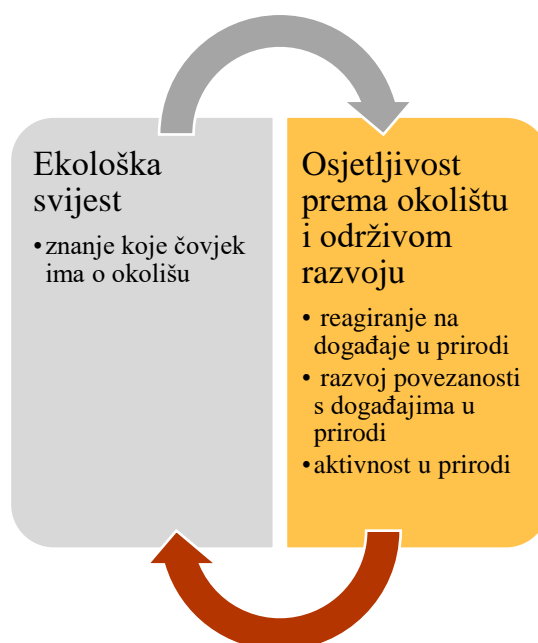 Ekološka
svijest
•znanje koje čovjek
ima o okolišu
Osjetljivost
prema okolištu
i održivom
razvoju
• reagiranje na
događaje u prirodi
• razvoj povezanosti
s događajima u
prirodi
•aktivnost u prirodi